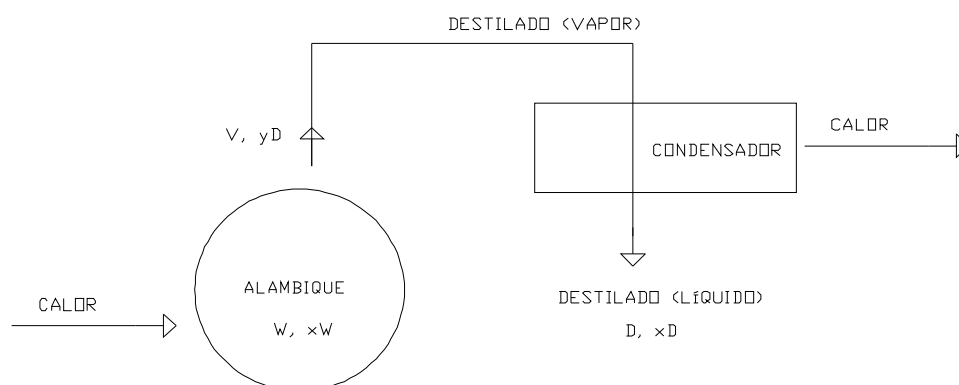 DESTILADO (VAPOR)
V, yD
CALOR
CONDENSADOR
ALAMBIQUE
W, xW
CALOR
DESTILADO (LíQUIDO)
D, xD